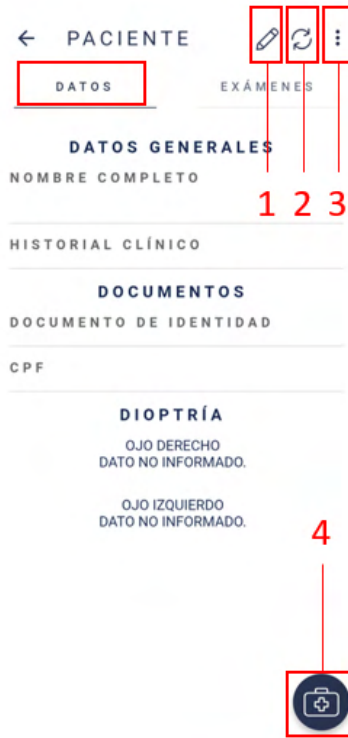 PACIENTE
DATOS EXÁMENES
DATOS GENERALES
NOMBRE COMPLETO
1 2 3
HISTORIAL CLÍNICO
DOCUMENTOS
DOCUMENTO DE IDENTIDAD
CPF
DIOPTRÍA
OJO DERECHO
DATO NO INFORMADO.
OJO IZQUIERDO
DATO NO INFORMADO.
4